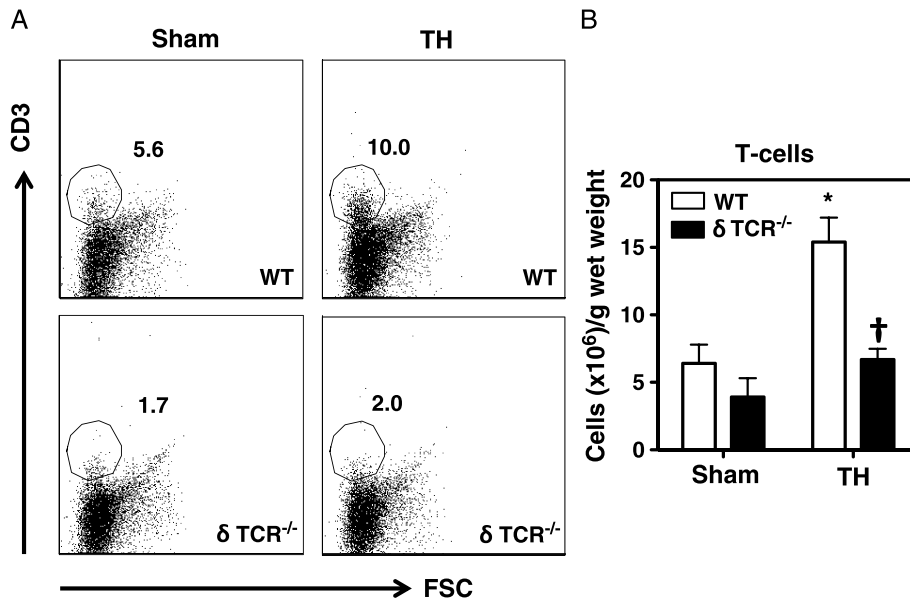 A
Sham
TH
CD3
5.6
WT
10.0
WT
1.7
δ TCR-/-
2.0
δ TCR-/-
FSC
B
T-cells
Cells (x10⁶)/g wet weight
20
15
10
5
0
WT
δ TCR-/-
*
†
Sham
TH